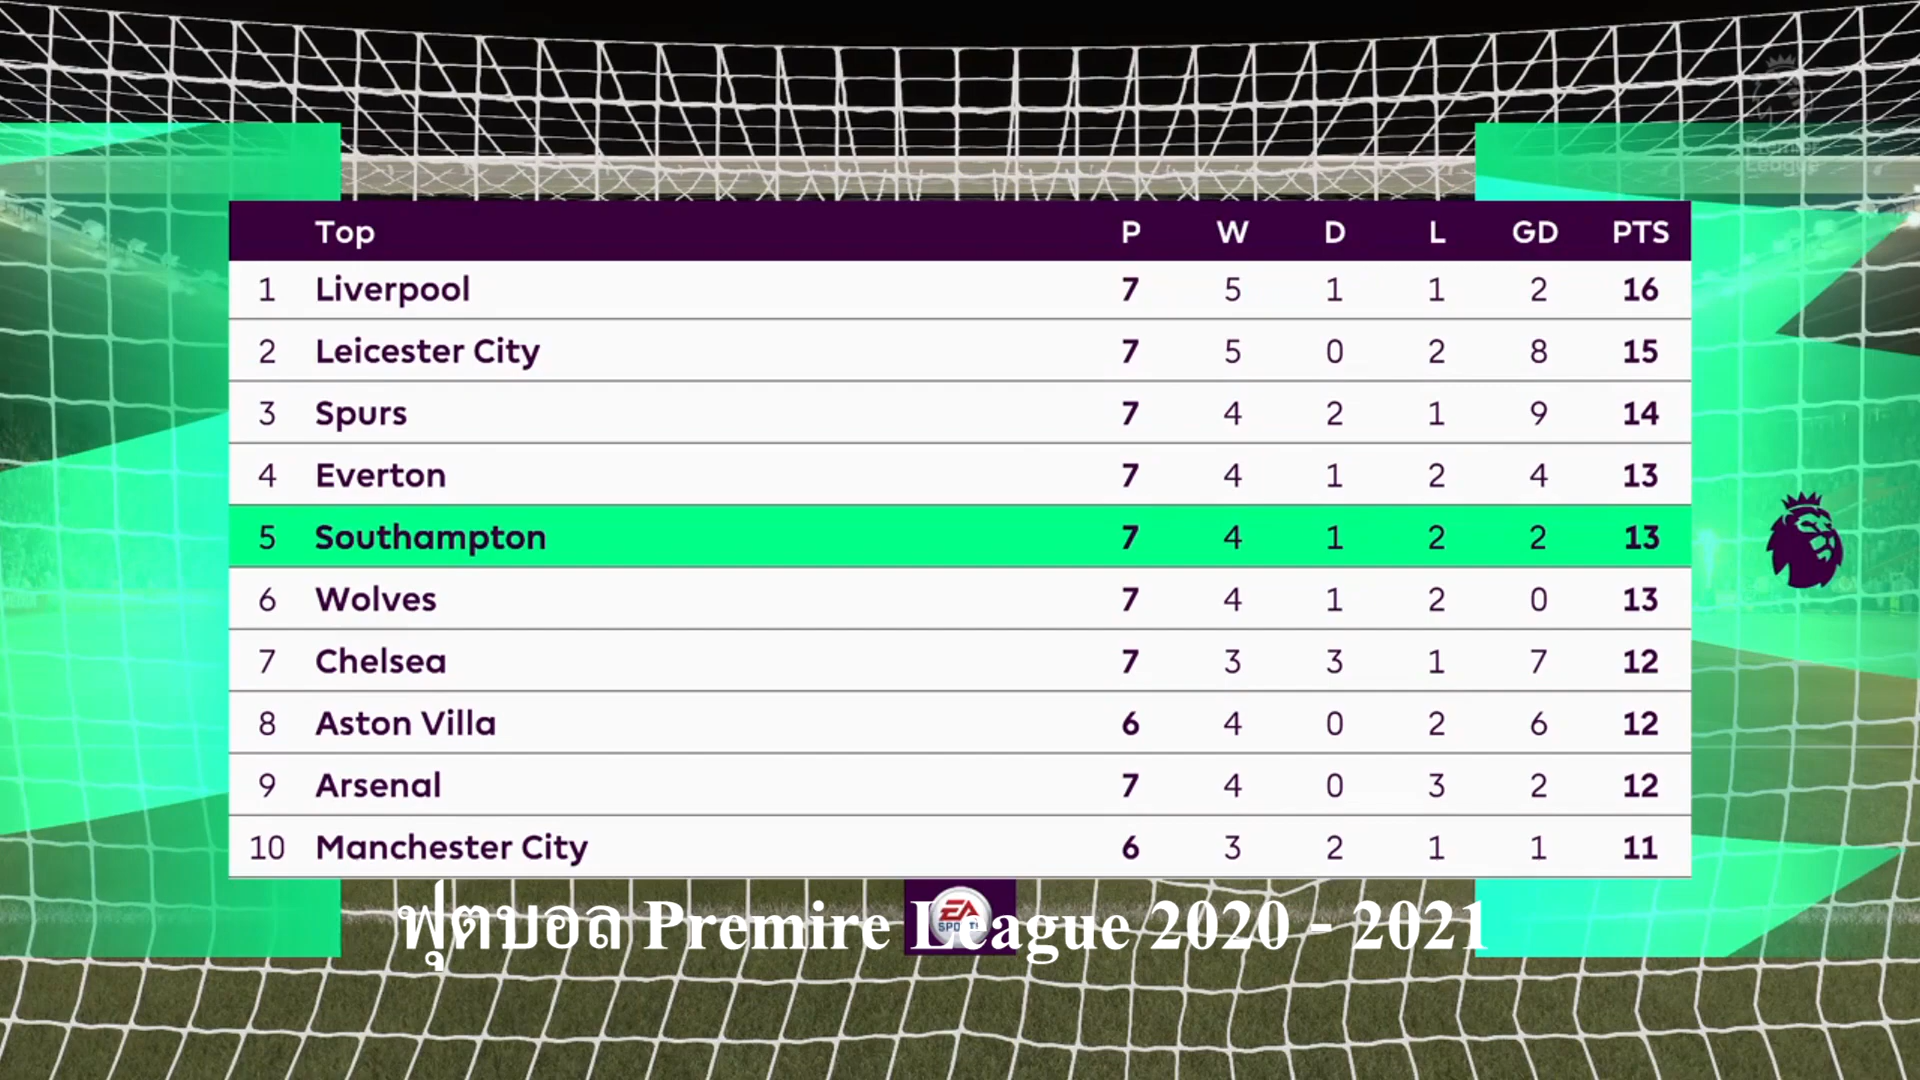 Premier
League
Top P W D L GD PTS
1 Liverpool 7 5 1 1 2 16
2 Leicester City 7 5 0 2 8 15
3 Spurs 7 4 2 1 9 14
4 Everton 7 4 1 2 4 13
5 Southampton 7 4 1 2 2 13
6 Wolves 7 4 1 2 0 13
7 Chelsea 7 3 3 1 7 12
8 Aston Villa 6 4 0 2 6 12
9 Arsenal 7 4 0 3 2 12
10 Manchester City 6 3 2 1 1 11
EA
SPORTS
ฟุตบอล Premire League 2020 - 2021